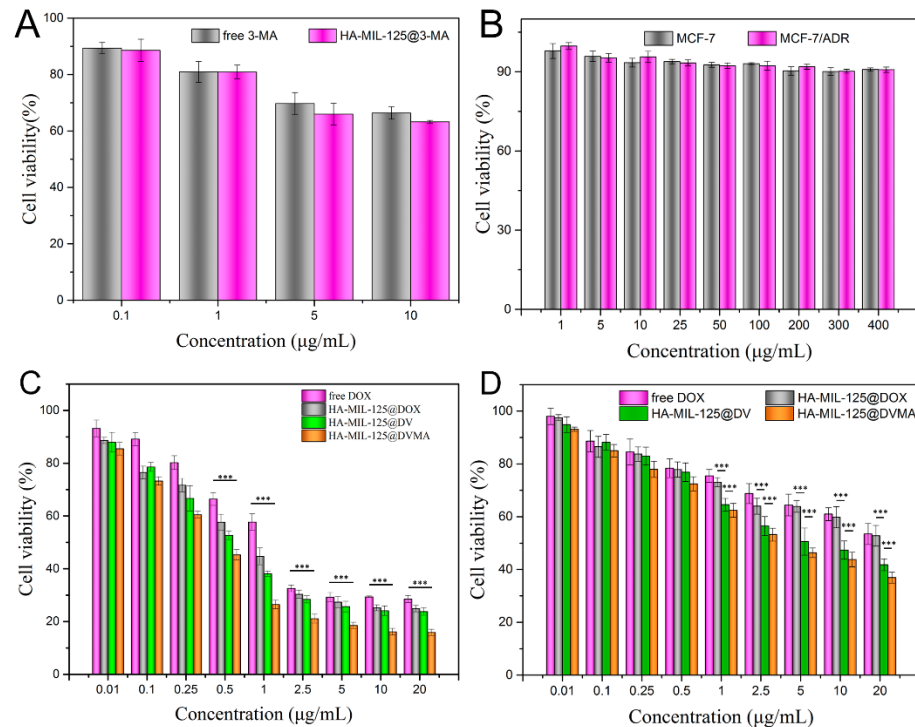 A
free 3-MA
HA-MIL-125@3-MA
Cell viability(%)
100
80
60
40
20
0
0.1
1
5
10
Concentration (μg/mL)
B
MCF-7
MCF-7/ADR
Cell viability (%)
90
60
30
0
1
5
10
25
50
100
200
300
400
Concentration (μg/mL)
C
free DOX
HA-MIL-125@DOX
HA-MIL-125@DV
HA-MIL-125@DVMA
Cell viability (%)
100
80
60
40
20
0
***
***
***
***
***
***
0.01
0.1
0.25
0.5
1
2.5
5
10
20
Concentration (μg/mL)
D
free DOX
HA-MIL-125@DOX
HA-MIL-125@DV
HA-MIL-125@DVMA
Cell viability (%)
100
80
60
40
20
0
***
***
***
***
***
***
***
***
***
***
0.01
0.1
0.25
0.5
1
2.5
5
10
20
Concentration (μg/mL)